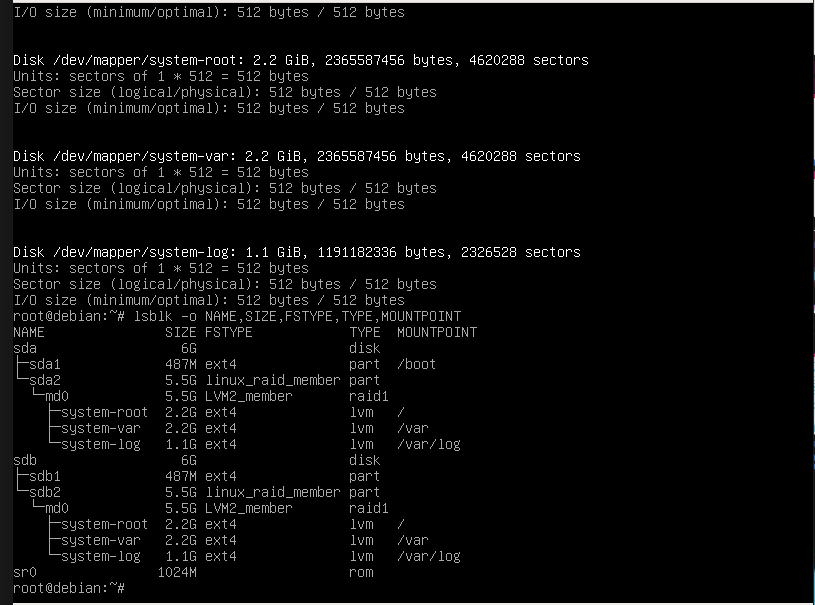 I/O size (minimum/optimal): 512 bytes / 512 bytes
Disk /dev/mapper/system-root: 2.2 GiB, 2365587456 bytes, 4620288 sectors
Units: sectors of 1 * 512 = 512 bytes
Sector size (logical/physical): 512 bytes / 512 bytes
I/O size (minimum/optimal): 512 bytes / 512 bytes
Disk /dev/mapper/system-var: 2.2 GiB, 2365587456 bytes, 4620288 sectors
Units: sectors of 1 * 512 = 512 bytes
Sector size (logical/physical): 512 bytes / 512 bytes
I/O size (minimum/optimal): 512 bytes / 512 bytes
Disk /dev/mapper/system-log: 1.1 GiB, 1191182336 bytes, 2326528 sectors
Units: sectors of 1 * 512 = 512 bytes
Sector size (logical/physical): 512 bytes / 512 bytes
I/O size (minimum/optimal): 512 bytes / 512 bytes
root@debian:~# lsblk -o NAME,SIZE,FSTYPE,TYPE,MOUNTPOINT
NAME                SIZE FSTYPE            TYPE  MOUNTPOINT
sda                   6G                   disk
├─sda1              487M ext4              part  /boot
└─sda2              5.5G linux_raid_member part
  └─md0             5.5G LVM2_member       raid1
    ├─system-root   2.2G ext4              lvm   /
    ├─system-var    2.2G ext4              lvm   /var
    └─system-log    1.1G ext4              lvm   /var/log
sdb                   6G                   disk
├─sdb1              487M ext4              part
└─sdb2              5.5G linux_raid_member part
  └─md0             5.5G LVM2_member       raid1
    ├─system-root   2.2G ext4              lvm   /
    ├─system-var    2.2G ext4              lvm   /var
    └─system-log    1.1G ext4              lvm   /var/log
sr0                1024M                   rom
root@debian:~#